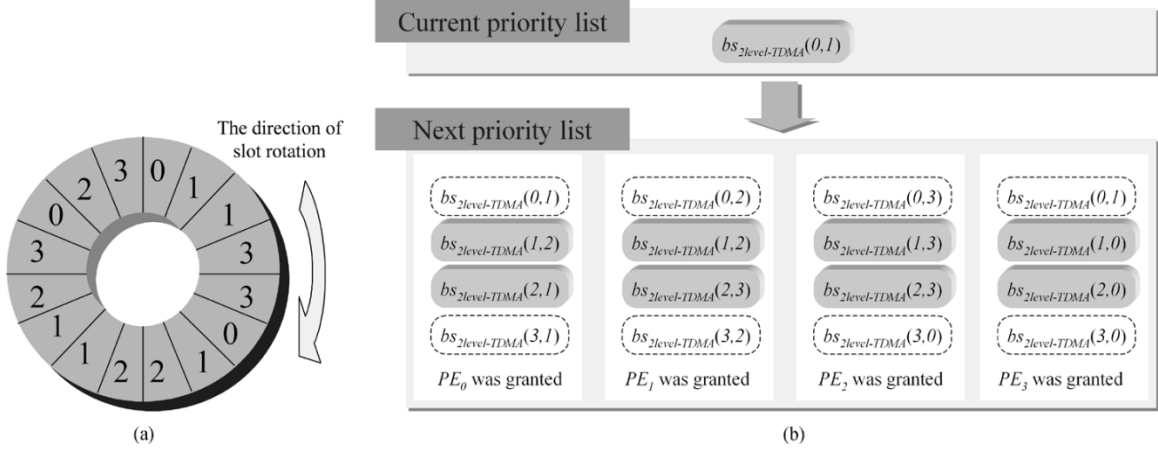 Current priority list
bs2level-TDMA(0,1)
Next priority list
The direction of
slot rotation
0
1
1
3
3
0
1
2
2
1
1
2
3
0
2
3
bs2level-TDMA(0,1)
bs2level-TDMA(1,2)
bs2level-TDMA(2,1)
bs2level-TDMA(3,1)
PE0 was granted
bs2level-TDMA(0,2)
bs2level-TDMA(1,2)
bs2level-TDMA(2,3)
bs2level-TDMA(3,2)
PE1 was granted
bs2level-TDMA(0,3)
bs2level-TDMA(1,3)
bs2level-TDMA(2,3)
bs2level-TDMA(3,0)
PE2 was granted
bs2level-TDMA(0,1)
bs2level-TDMA(1,0)
bs2level-TDMA(2,0)
bs2level-TDMA(3,0)
PE3 was granted
(a)
(b)